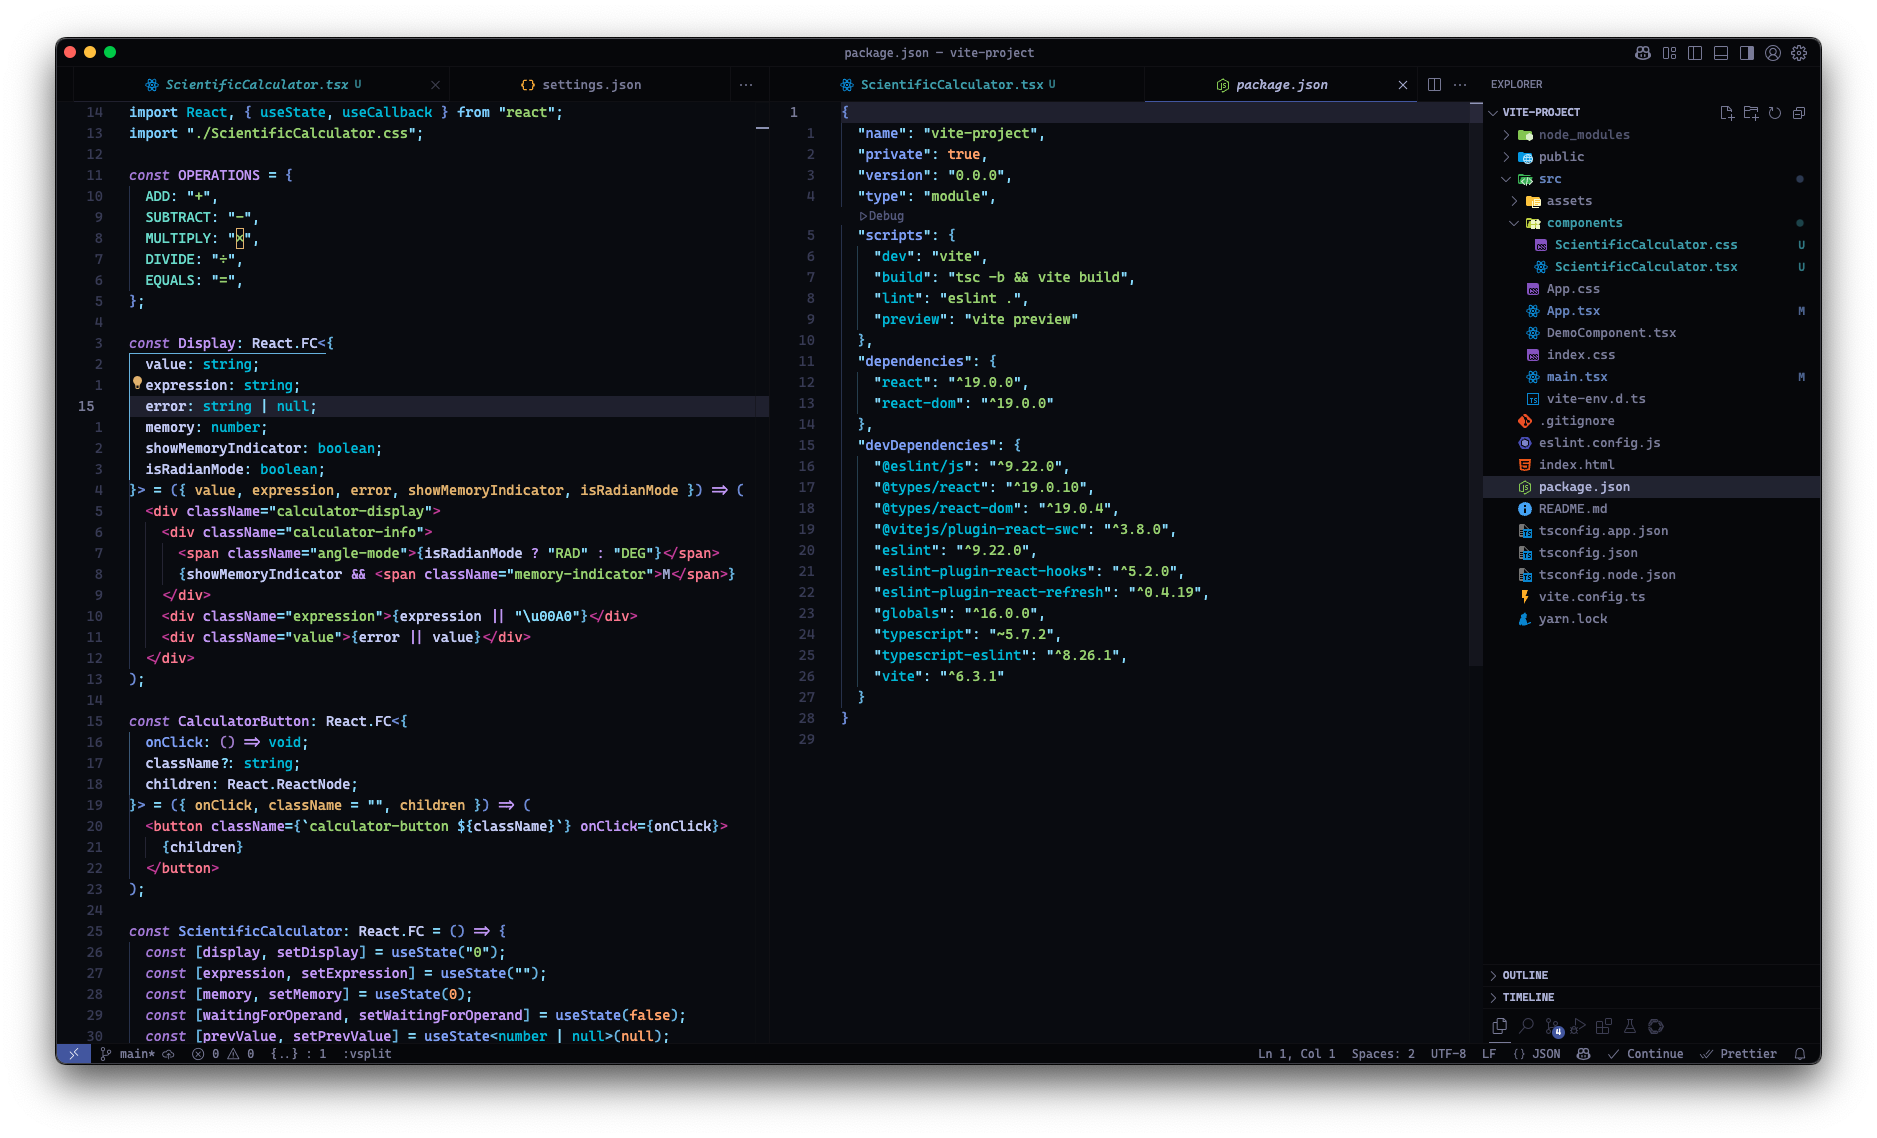 package.json — vite-project
ScientificCalculator.tsx U
settings.json
ScientificCalculator.tsx U
package.json
14 import React, { useState, useCallback } from "react";
13 import "./ScientificCalculator.css";
12
11 const OPERATIONS = {
10 ADD: "+",
9 SUBTRACT: "-",
8 MULTIPLY: "×",
7 DIVIDE: "÷",
6 EQUALS: "=",
5 };
4
3 const Display: React.FC<{
2 value: string;
1 expression: string;
15 error: string | null;
1 memory: number;
2 showMemoryIndicator: boolean;
3 isRadianMode: boolean;
4 }> = ({ value, expression, error, showMemoryIndicator, isRadianMode }) => (
5 <div className="calculator-display">
6 <div className="calculator-info">
7 <span className="angle-mode">{isRadianMode ? "RAD" : "DEG"}</span>
8 {showMemoryIndicator && <span className="memory-indicator">M</span>}
9 </div>
10 <div className="expression">{expression || "\u00A0"}</div>
11 <div className="value">{error || value}</div>
12 </div>
13 );
14
15 const CalculatorButton: React.FC<{
16 onClick: () => void;
17 className?: string;
18 children: React.ReactNode;
19 }> = ({ onClick, className = "", children }) => (
20 <button className={`calculator-button ${className}`} onClick={onClick}>
21 {children}
22 </button>
23 );
24
25 const ScientificCalculator: React.FC = () => {
26 const [display, setDisplay] = useState("0");
27 const [expression, setExpression] = useState("");
28 const [memory, setMemory] = useState(0);
29 const [waitingForOperand, setWaitingForOperand] = useState(false);
30 const [prevValue, setPrevValue] = useState<number | null>(null);
1 {
1 "name": "vite-project",
2 "private": true,
3 "version": "0.0.0",
4 "type": "module",
Debug
5 "scripts": {
6 "dev": "vite",
7 "build": "tsc -b && vite build",
8 "lint": "eslint .",
9 "preview": "vite preview"
10 },
11 "dependencies": {
12 "react": "^19.0.0",
13 "react-dom": "^19.0.0"
14 },
15 "devDependencies": {
16 "@eslint/js": "^9.22.0",
17 "@types/react": "^19.0.10",
18 "@types/react-dom": "^19.0.4",
19 "@vitejs/plugin-react-swc": "^3.8.0",
20 "eslint": "^9.22.0",
21 "eslint-plugin-react-hooks": "^5.2.0",
22 "eslint-plugin-react-refresh": "^0.4.19",
23 "globals": "^16.0.0",
24 "typescript": "~5.7.2",
25 "typescript-eslint": "^8.26.1",
26 "vite": "^6.3.1"
27 }
28 }
29
EXPLORER
VITE-PROJECT
node_modules
public
src
assets
components
ScientificCalculator.css U
ScientificCalculator.tsx U
App.css
App.tsx M
DemoComponent.tsx
index.css
main.tsx M
vite-env.d.ts
.gitignore
eslint.config.js
index.html
package.json
README.md
tsconfig.app.json
tsconfig.json
tsconfig.node.json
vite.config.ts
yarn.lock
OUTLINE
TIMELINE
4
main* 0 0 {..} : 1 :vsplit
Ln 1, Col 1 Spaces: 2 UTF-8 LF {} JSON Continue Prettier